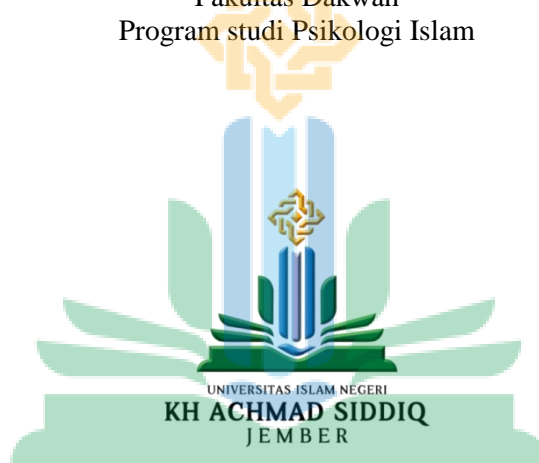 Fakultas Dakwah
Program studi Psikologi Islam
UNIVERSITAS ISLAM NEGERI
KH ACHMAD SIDDIQ
JEMBER